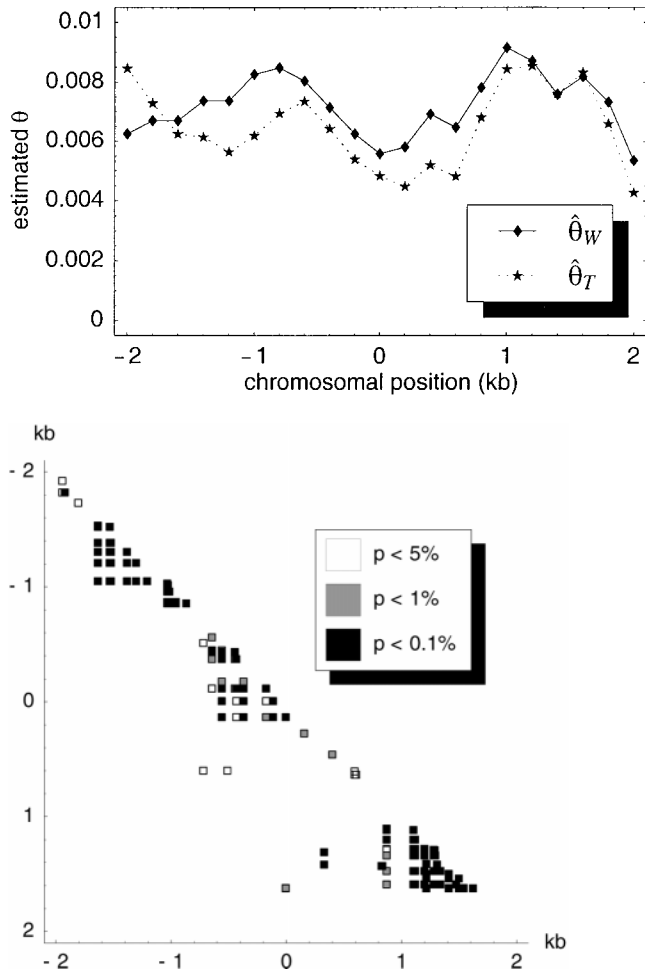 0.01
0.008
0.006
0.004
0.002
0
estimated θ
θ̂W
θ̂T
-2 -1 0 1 2
chromosomal position (kb)
kb
- 2
- 1
0
1
2
p < 5%
p < 1%
p < 0.1%
- 2 - 1 0 1 2
kb